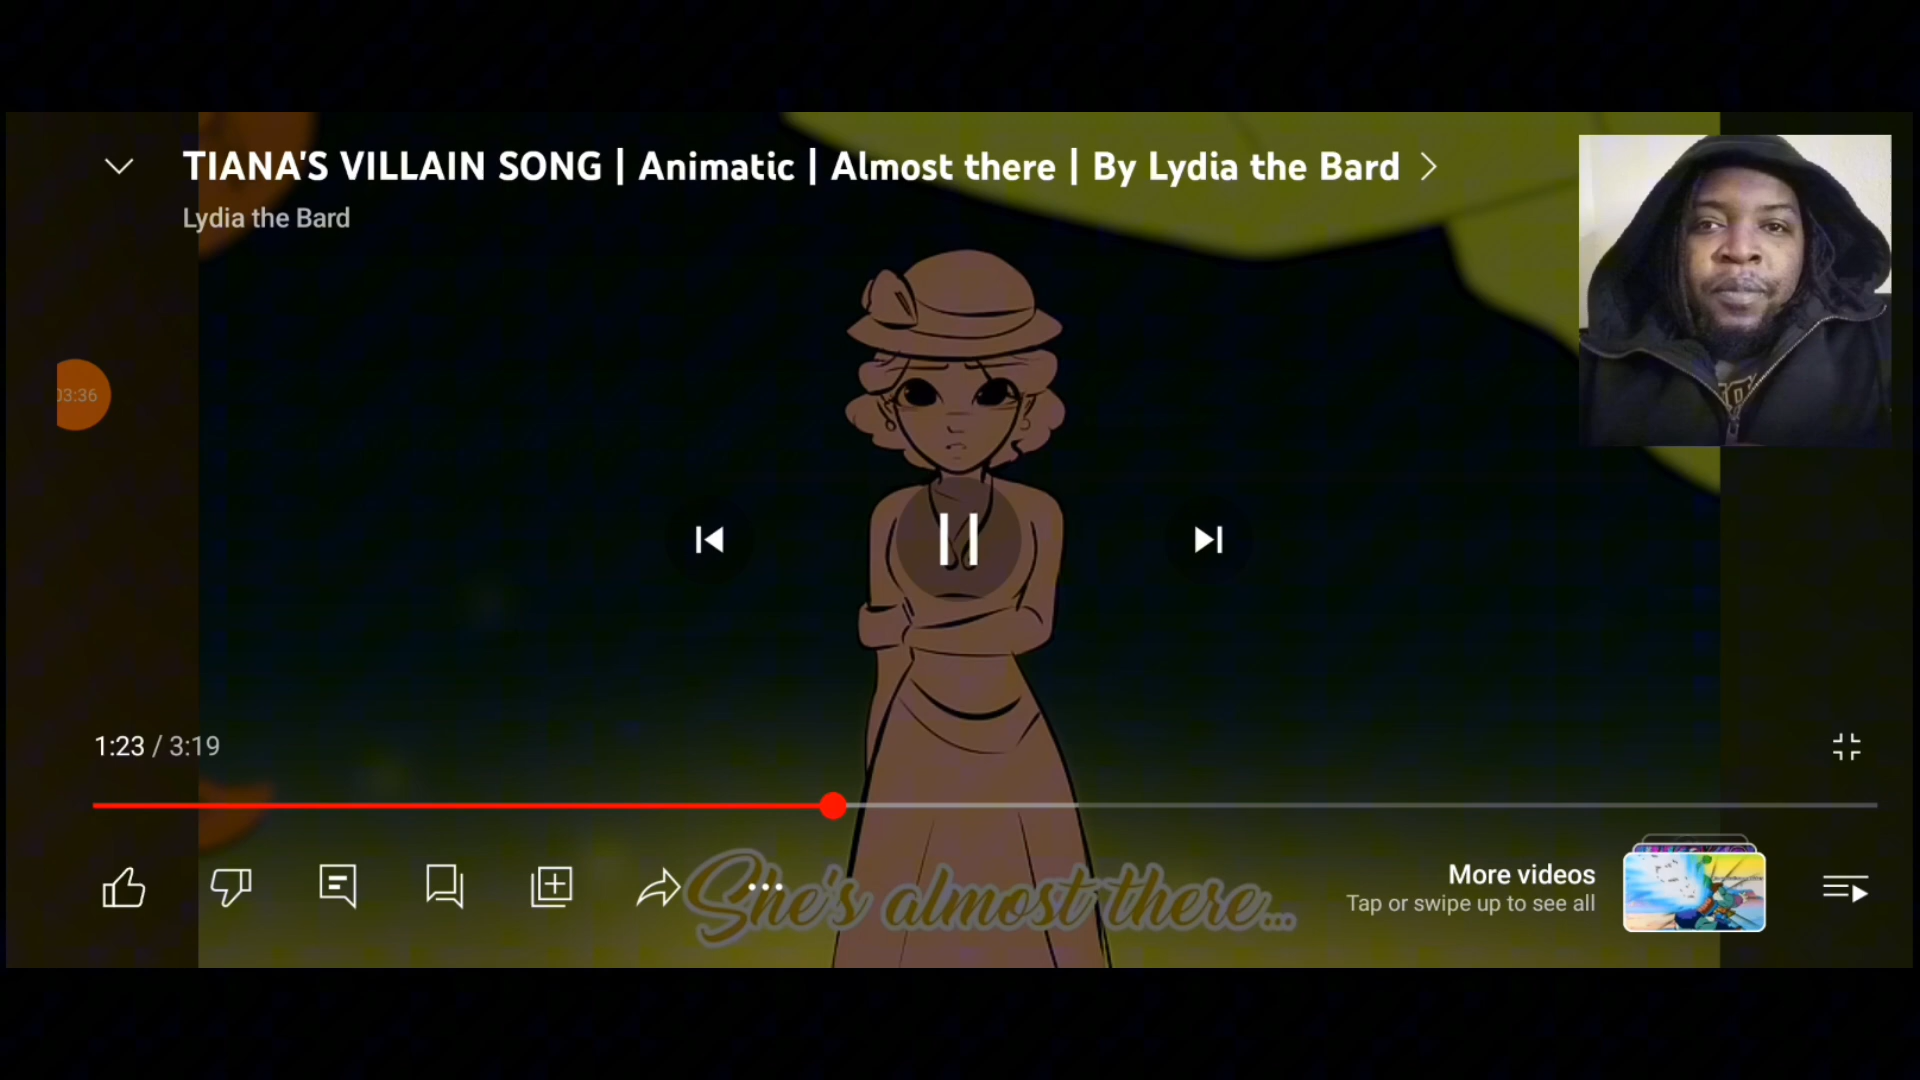 TIANA'S VILLAIN SONG | Animatic | Almost there | By Lydia the Bard
Lydia the Bard
03:36
1:23 / 3:19
She's almost there...
More videos
Tap or swipe up to see all